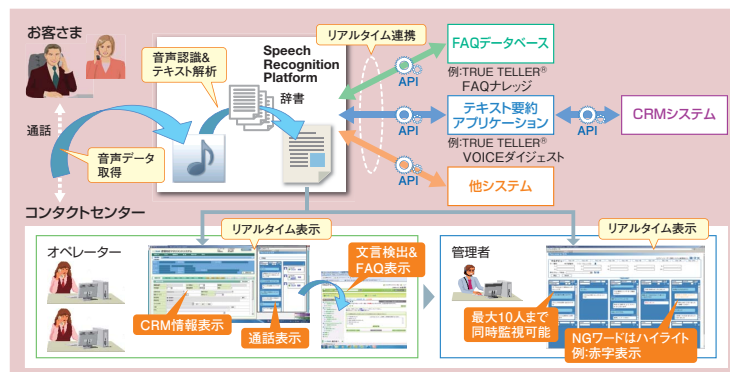 お客さま
通話
音声データ
取得
音声認識&
テキスト解析
Speech
Recognition
Platform
辞書
リアルタイム連携
API
API
API
FAQデータベース
例:TRUE TELLER®
FAQナレッジ
テキスト要約
アプリケーション
例:TRUE TELLER®
VOICEダイジェスト
API
CRMシステム
他システム
コンタクトセンター
オペレーター
リアルタイム表示
CRM情報表示
通話表示
文言検出&
FAQ表示
管理者
リアルタイム表示
最大10人まで
同時監視可能
NGワードはハイライト
例:赤字表示